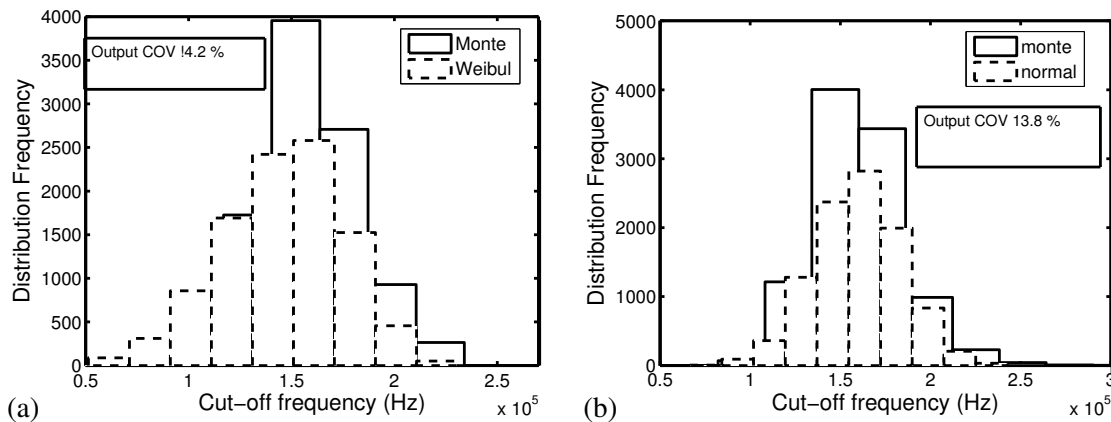 4000
3500
3000
2500
2000
1500
1000
500
0
Distribution Frequency
Output COV !4.2 %
Monte
Weibul
0.5
1
1.5
2
2.5
x 10^5
Cut-off frequency (Hz)
(a)
5000
4000
3000
2000
1000
0
Distribution Frequency
monte
normal
Output COV 13.8 %
0.5
1
1.5
2
2.5
3
x 10^5
Cut-off frequency (Hz)
(b)